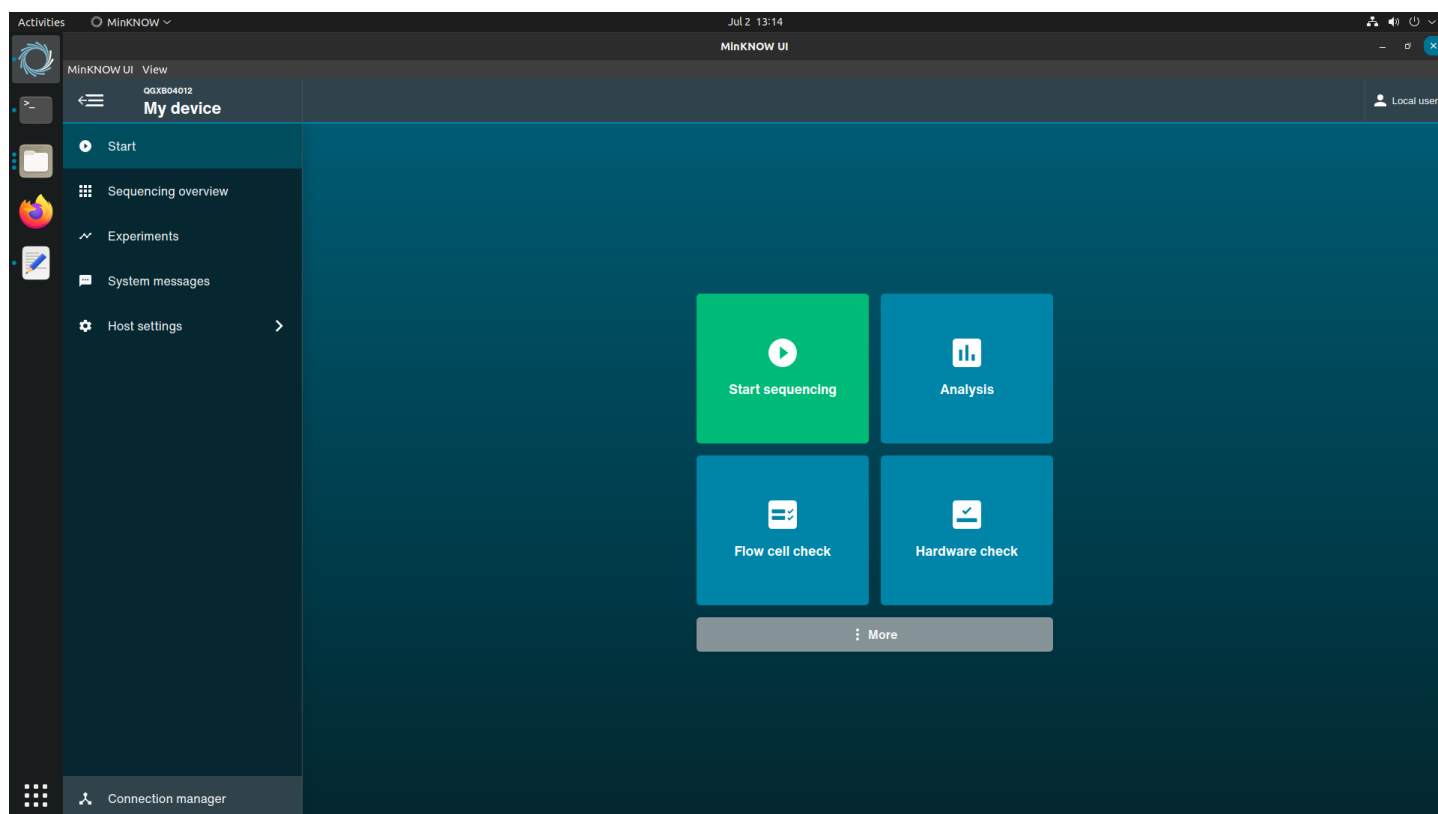 Activities MinKNOW Jul 2 13:14
MinKNOW UI
MinKNOW UI View
QGXB04012
My device
Local user
Start
Sequencing overview
Experiments
System messages
Host settings
Start sequencing
Analysis
Flow cell check
Hardware check
More
Connection manager